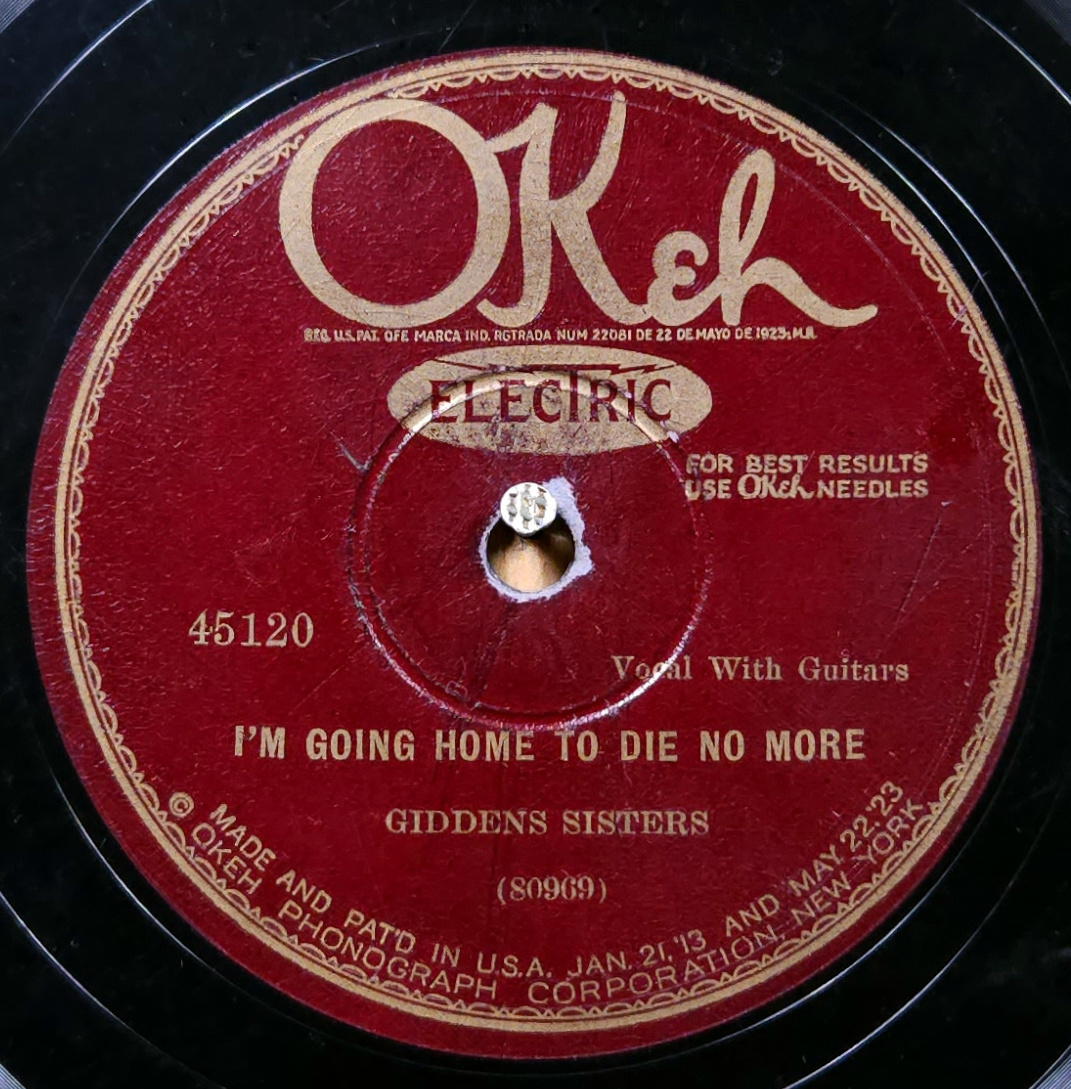 OKeh
REG. U.S. PAT. OFF. MARCA IND. RGTRADA NUM 22081 DE 22 DE MAYO DE 1923. M.R.
ELECTRIC
FOR BEST RESULTS
USE OKeh NEEDLES
45120
Vocal With Guitars
I'M GOING HOME TO DIE NO MORE
GIDDENS SISTERS
(80969)
© MADE AND PAT'D IN U.S.A. JAN. 21, '13 AND MAY 22, '23
OKEH PHONOGRAPH CORPORATION, NEW YORK